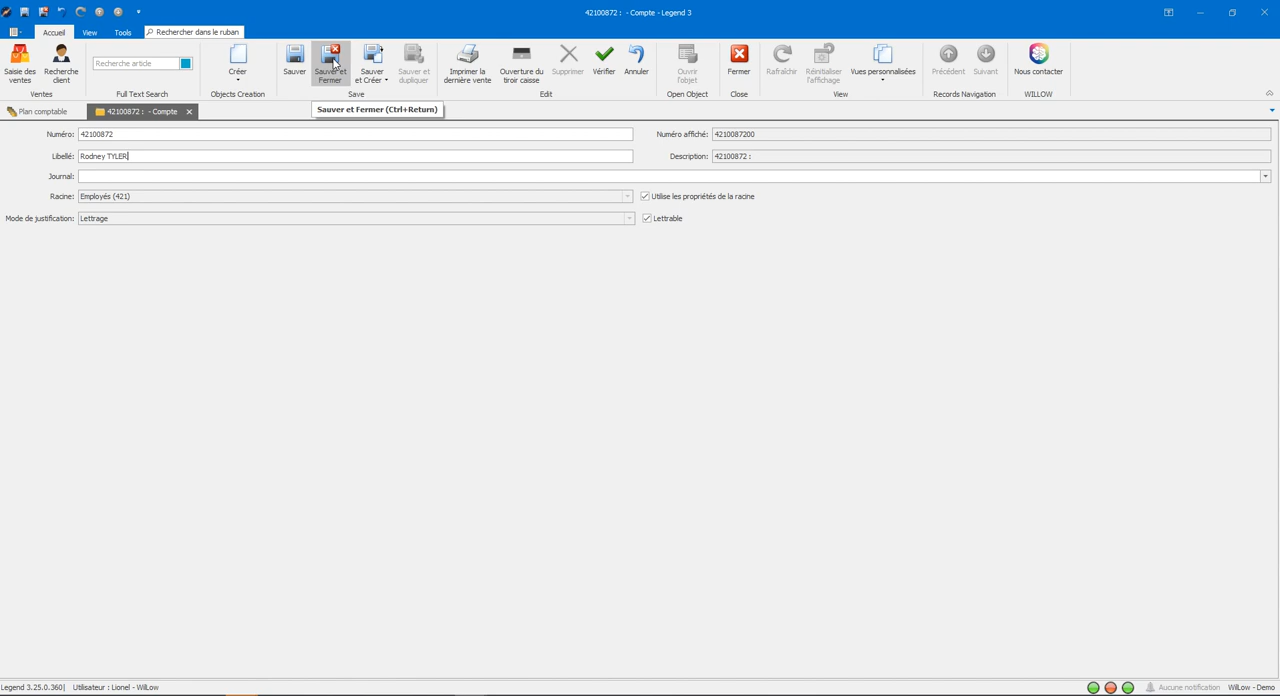 42100872 :  - Compte - Legend 3
Accueil View Tools Rechercher dans le ruban
Saisie des ventes
Recherche client
Ventes
Recherche article
Full Text Search
Créer
Objects Creation
Sauver
Sauver et Fermer
Sauver et Créer
Sauver et dupliquer
Save
Imprimer la dernière vente
Ouverture du tiroir caisse
Supprimer
Vérifier
Annuler
Edit
Ouvrir l'objet
Open Object
Fermer
Close
Rafraîchir
Réinitialiser l'affichage
Vues personnalisées
View
Précédent
Suivant
Records Navigation
Nous contacter
WILLOW
Plan comptable
42100872 :  - Compte
Sauver et Fermer (Ctrl+Return)
Numéro: 42100872
Numéro affiché: 4210087200
Libellé: Rodney TYLER
Description: 42100872 :
Journal:
Racine: Employés (421)
Utilise les propriétés de la racine
Mode de justification: Lettrage
Lettrable
Legend 3.25.0.360| Utilisateur : Lionel - WilLow
Aucune notification WilLow - Demo